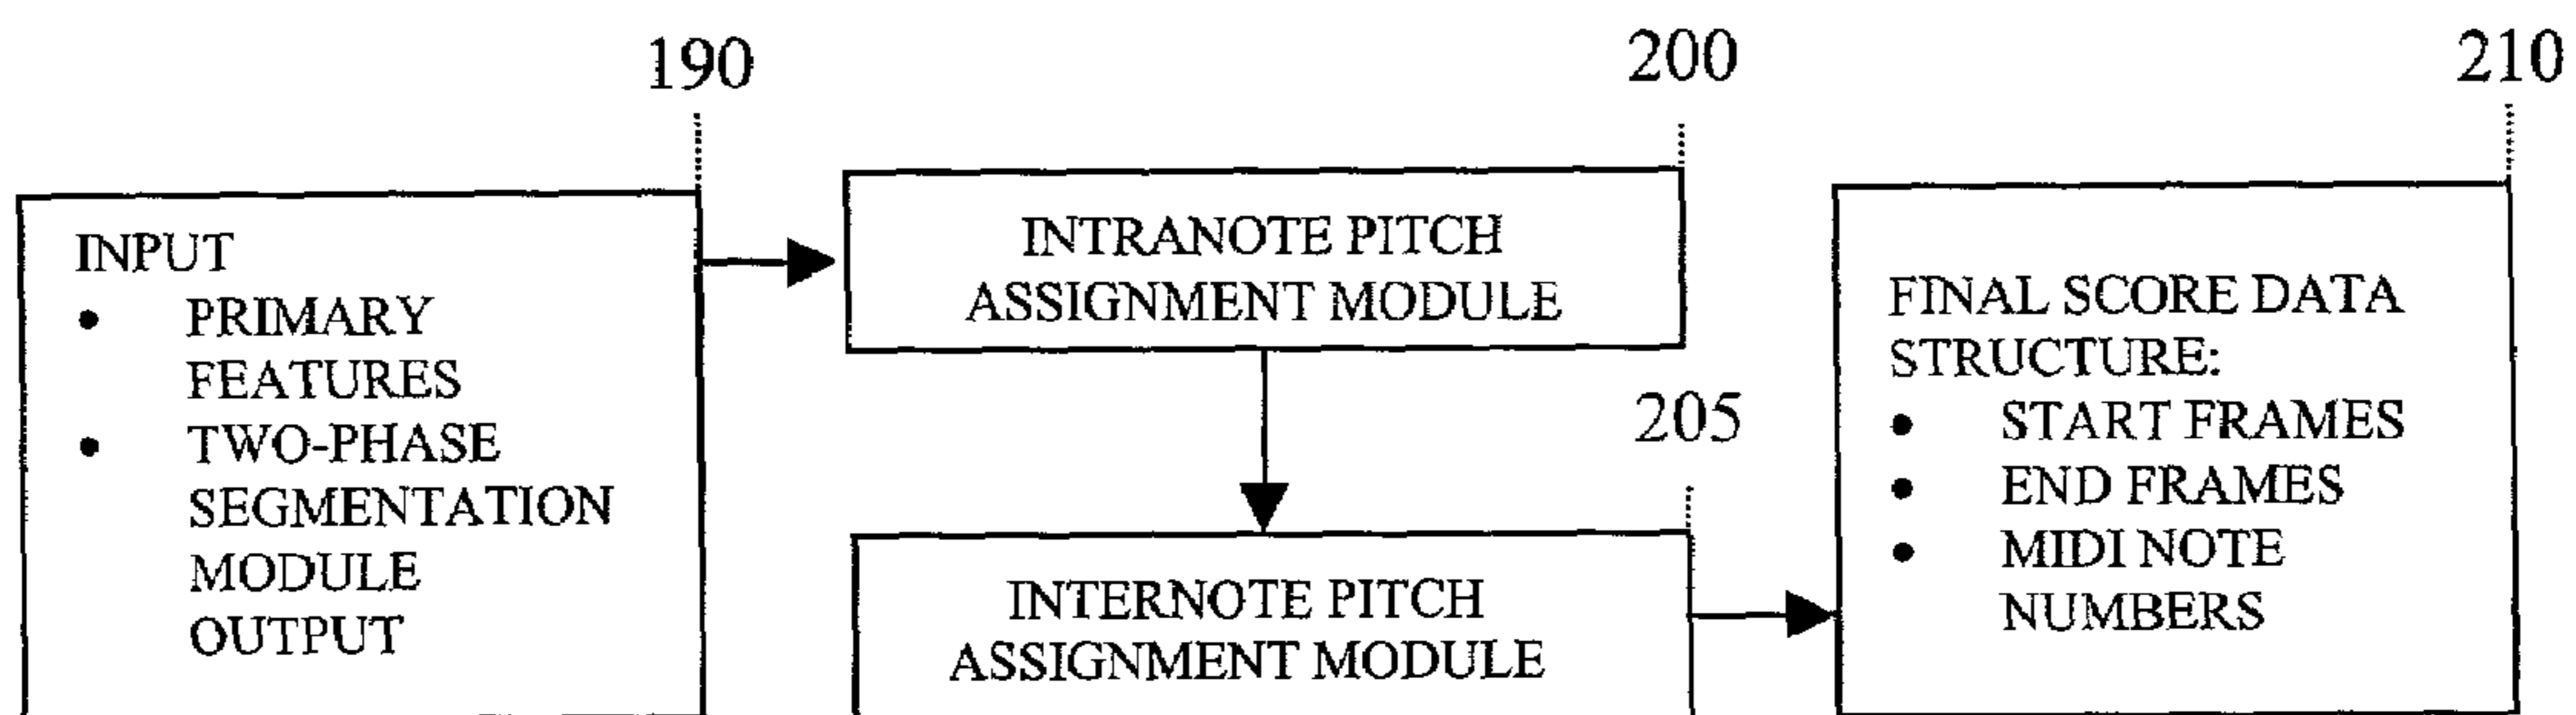 190
200
210
INPUT
• PRIMARY
FEATURES
• TWO-PHASE
SEGMENTATION
MODULE
OUTPUT
INTRANOTE PITCH
ASSIGNMENT MODULE
205
INTERNOTE PITCH
ASSIGNMENT MODULE
FINAL SCORE DATA
STRUCTURE:
• START FRAMES
• END FRAMES
• MIDI NOTE
NUMBERS